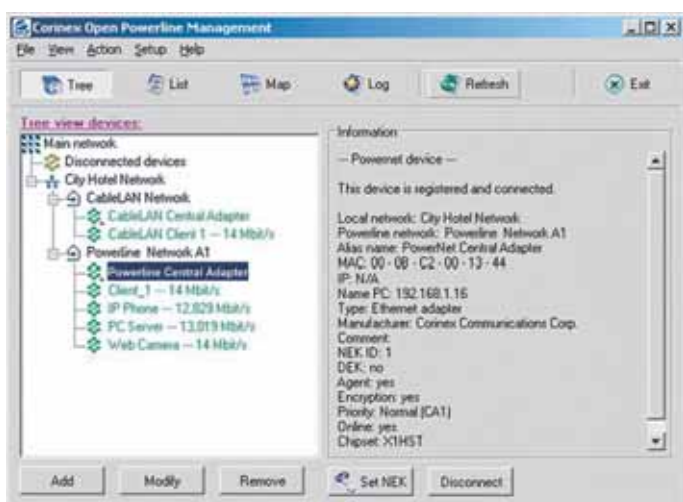 Corinex Open Powerline Management
File View Action Setup Help
Tree List Map Log Refresh Exit
Tree view devices:
Main network
Disconnected devices
City Hotel Network
CableLAN Network
CableLAN Central Adapter
CableLAN Client 1 -- 14 Mbit/s
Powerline Network A1
Powerline Central Adapter
Client_1 -- 14 Mbit/s
IP Phone -- 12,829 Mbit/s
PC Server -- 13,019 Mbit/s
Web Camera -- 14 Mbit/s
Information
-- Powernet device --
This device is registered and connected.
Local network: City Hotel Network
Powerline network: Powerline Network A1
Alias name: PowerNet Central Adapter
MAC: 00 - 0B - C2 - 00 - 13 - 44
IP: N/A
Name PC: 192.168.1.16
Type: Ethernet adapter
Manufacturer: Corinex Communications Corp.
Comment:
NEK ID: 1
DEK: no
Agent: yes
Encryption: yes
Priority: Normal (CA1)
Online: yes
Chipset: X1HST
Add Modify Remove Set NEK Disconnect